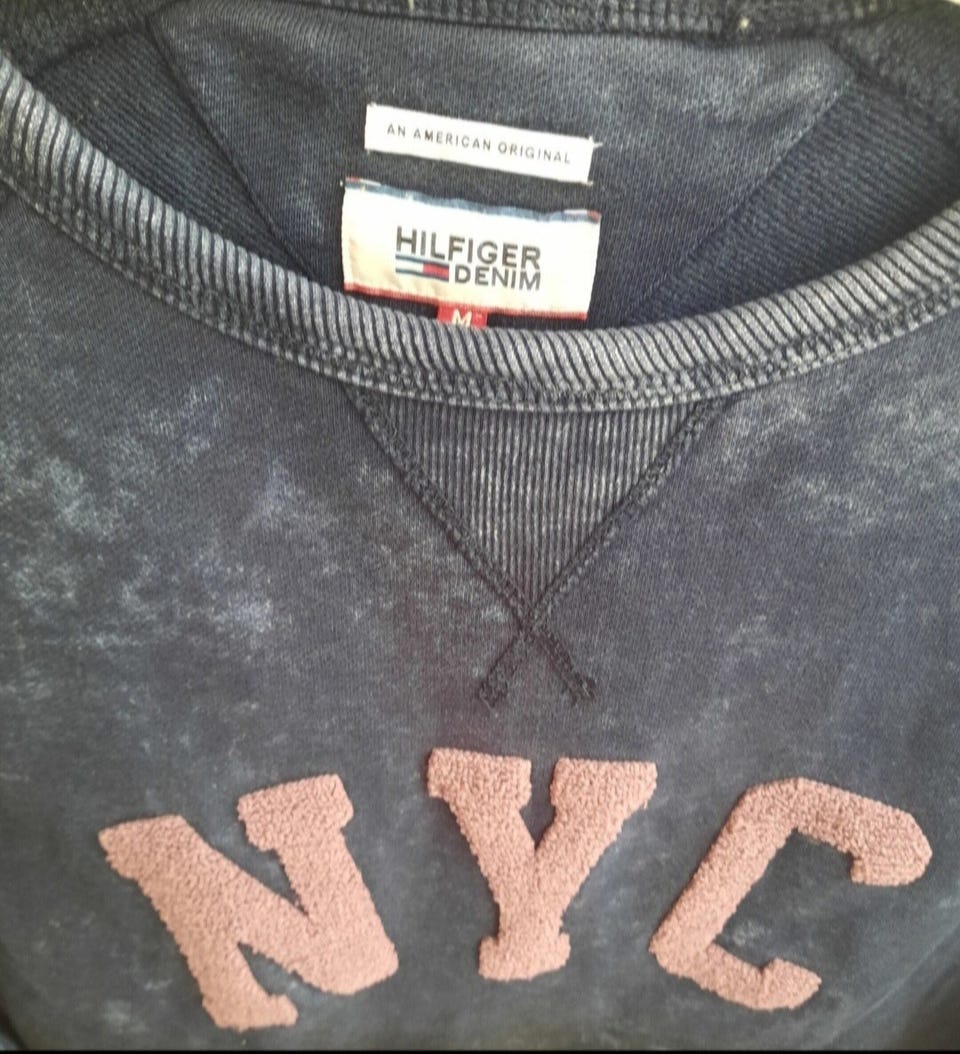 AN AMERICAN ORIGINAL
HILFIGER
DENIM
M
NYC